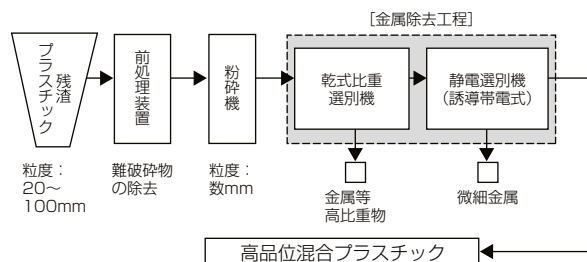 [金属除去工程]
プラスチック
残渣
前処理装置
粉砕機
乾式比重
選別機
静電選別機
（誘導帯電式）
粒度：
20〜
100mm
難破砕物
の除去
粒度：
数mm
金属等
高比重物
微細金属
高品位混合プラスチック